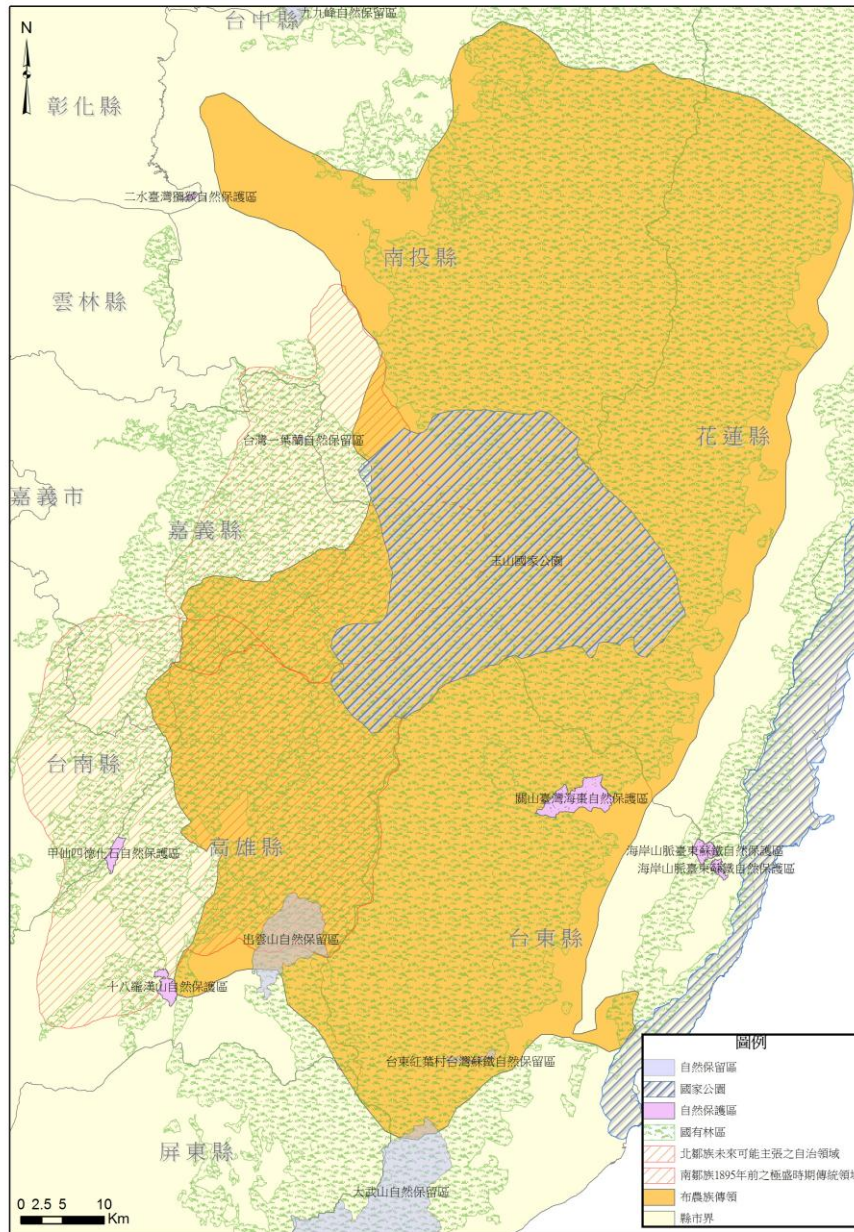 台中縣
九九峰自然保留區
N
彰化縣
二水臺灣獼猴自然保護區
南投縣
雲林縣
花蓮縣
台灣一葉蘭自然保留區
嘉義市
嘉義縣
玉山國家公園
台南縣
關山臺灣海棗自然保護區
高雄縣
甲仙四德化石自然保護區
海岸山脈臺東蘇鐵自然保護區
海岸山脈臺東蘇鐵自然保護區
出雲山自然保留區
台東縣
十八羅漢山自然保護區
台東紅葉村台灣蘇鐵自然保留區
屏東縣
大武山自然保留區
0 2.5 5 10
Km
圖例
自然保留區
國家公園
自然保護區
國有林區
北鄒族未來可能主張之自治領域
南鄒族1895年前之極盛時期傳統領域
布農族傳領
縣市界